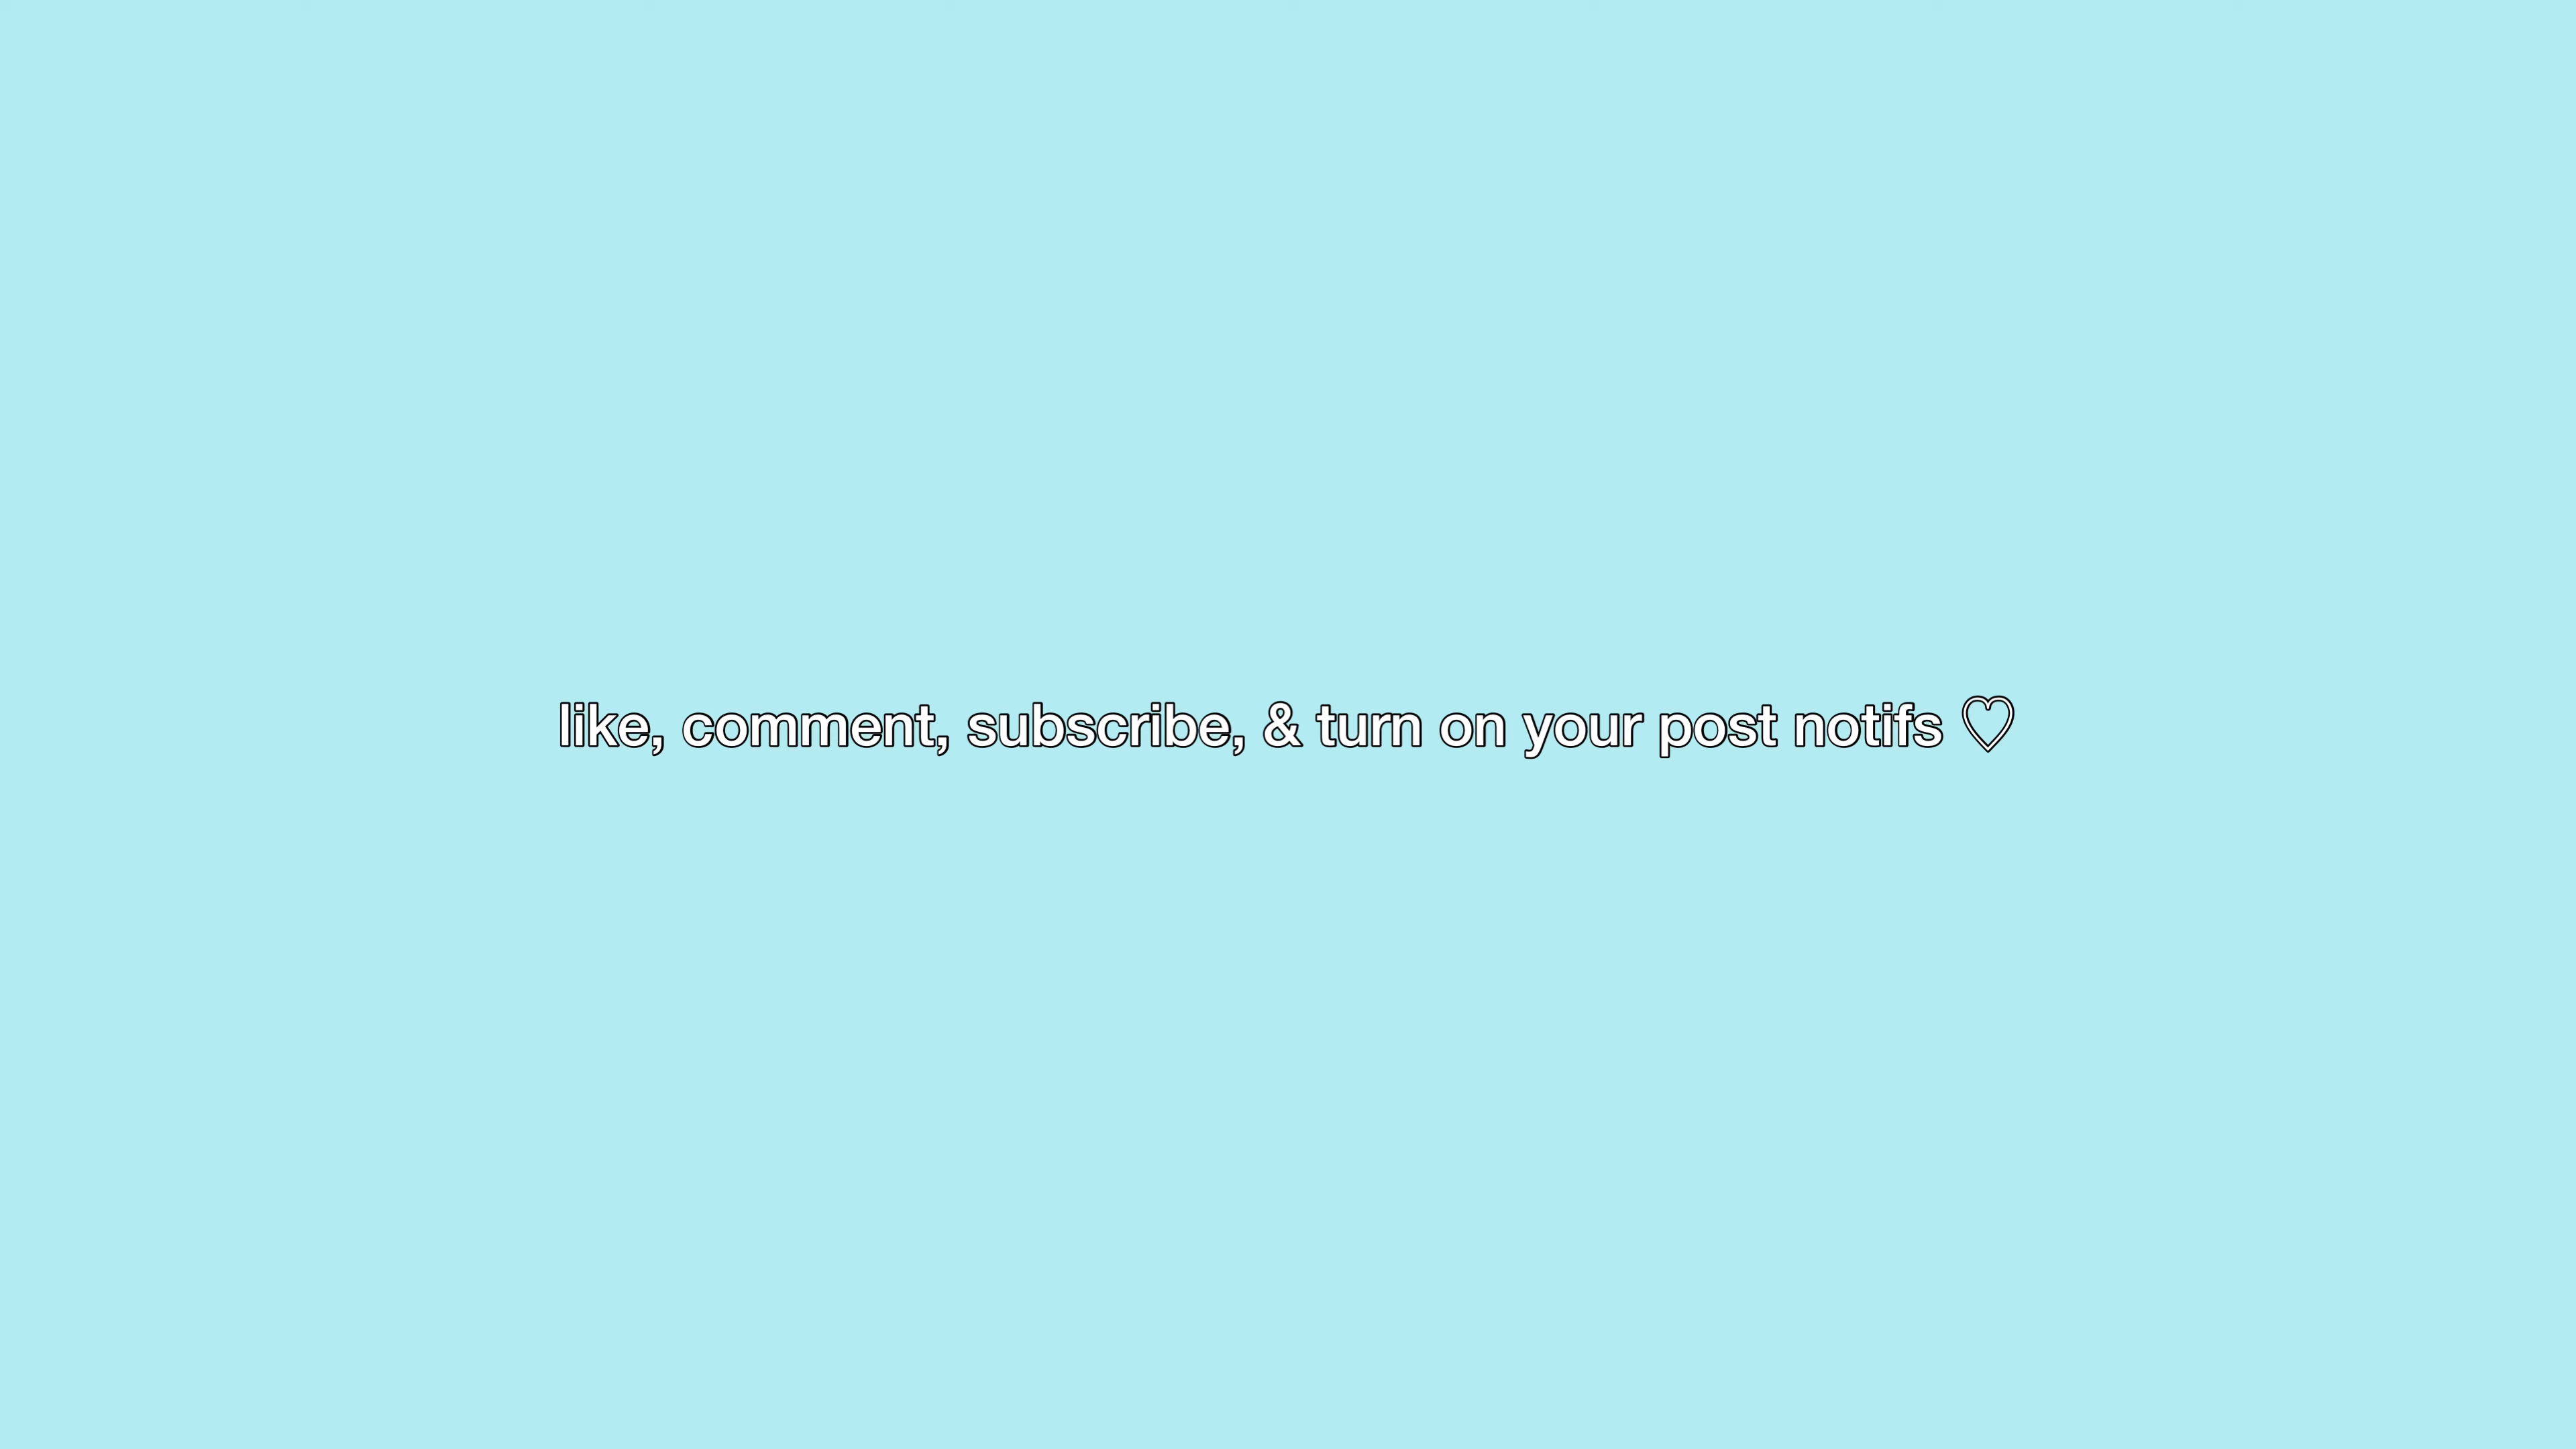 like, comment, subscribe, & turn on your post notifs ♡